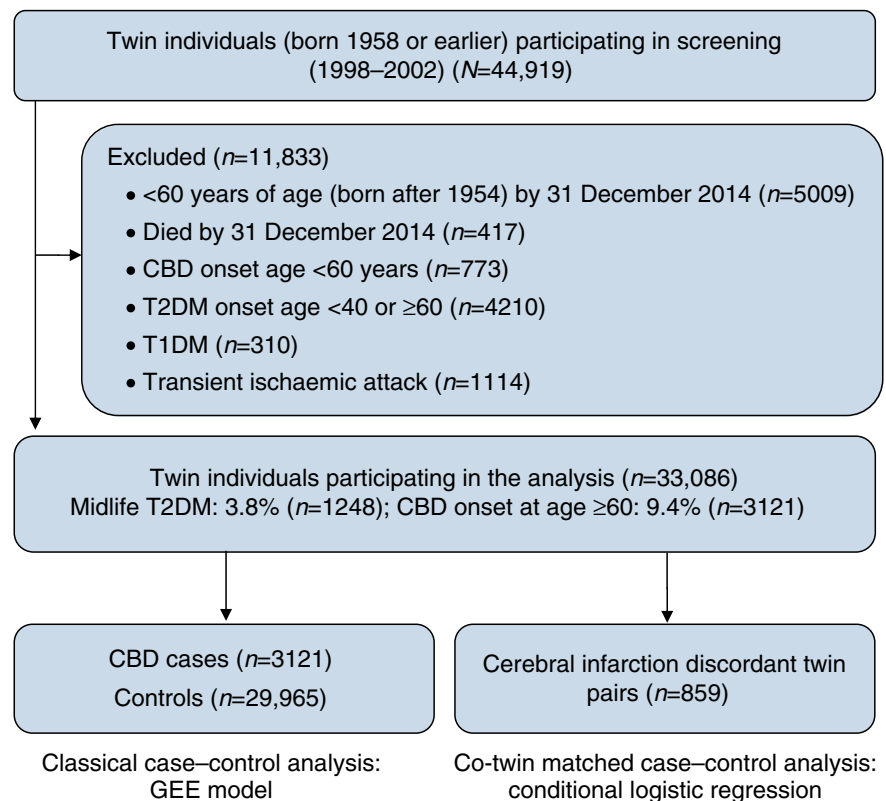 Twin individuals (born 1958 or earlier) participating in screening
(1998–2002) (N=44,919)
Excluded (n=11,833)
• <60 years of age (born after 1954) by 31 December 2014 (n=5009)
• Died by 31 December 2014 (n=417)
• CBD onset age <60 years (n=773)
• T2DM onset age <40 or ≥60 (n=4210)
• T1DM (n=310)
• Transient ischaemic attack (n=1114)
Twin individuals participating in the analysis (n=33,086)
Midlife T2DM: 3.8% (n=1248); CBD onset at age ≥60: 9.4% (n=3121)
CBD cases (n=3121)
Controls (n=29,965)
Classical case–control analysis:
GEE model
Cerebral infarction discordant twin
pairs (n=859)
Co-twin matched case–control analysis:
conditional logistic regression